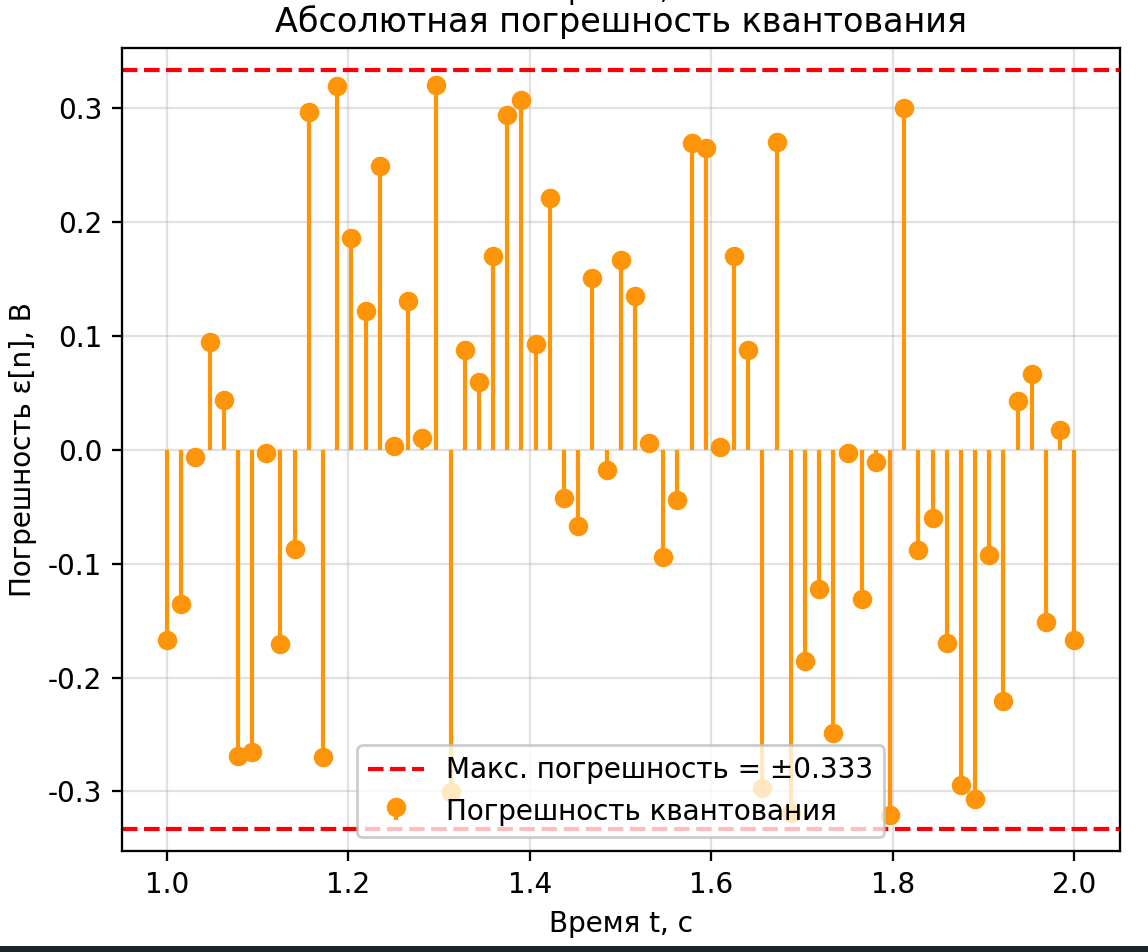 Абсолютная погрешность квантования
Погрешность ε[n], В
0.3
0.2
0.1
0.0
-0.1
-0.2
-0.3
Макс. погрешность = ±0.333
Погрешность квантования
1.0 1.2 1.4 1.6 1.8 2.0
Время t, с